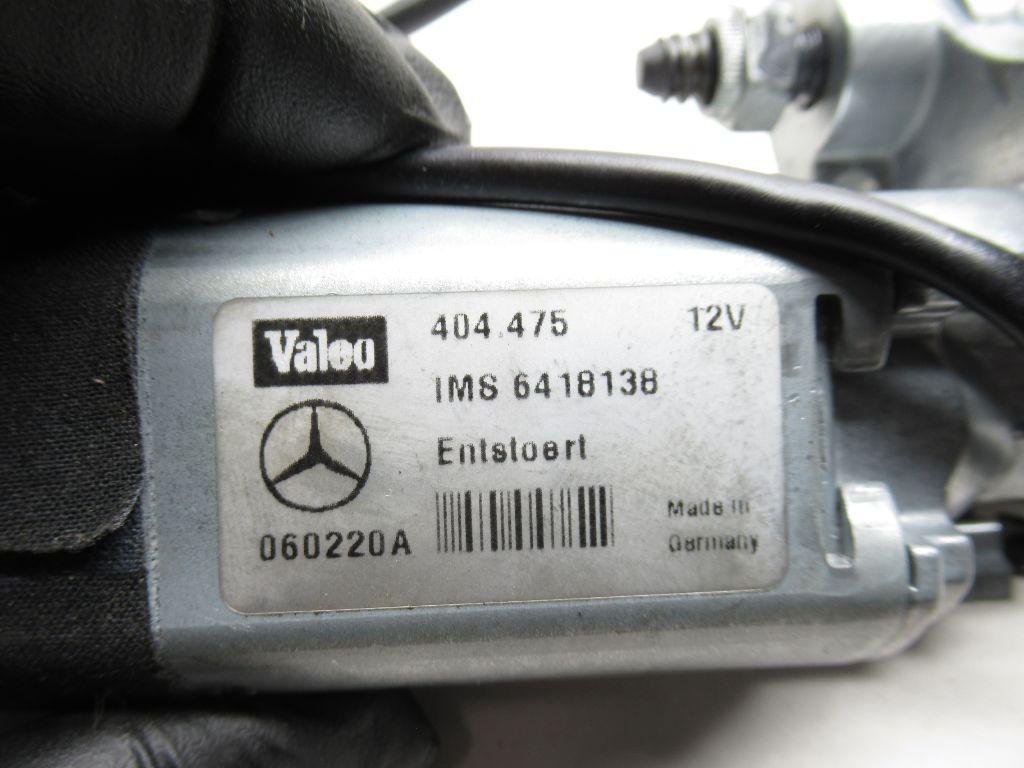 Valeo
404.475 12V
IMS 6418138
Entstoert
060220A
Made in
Germany